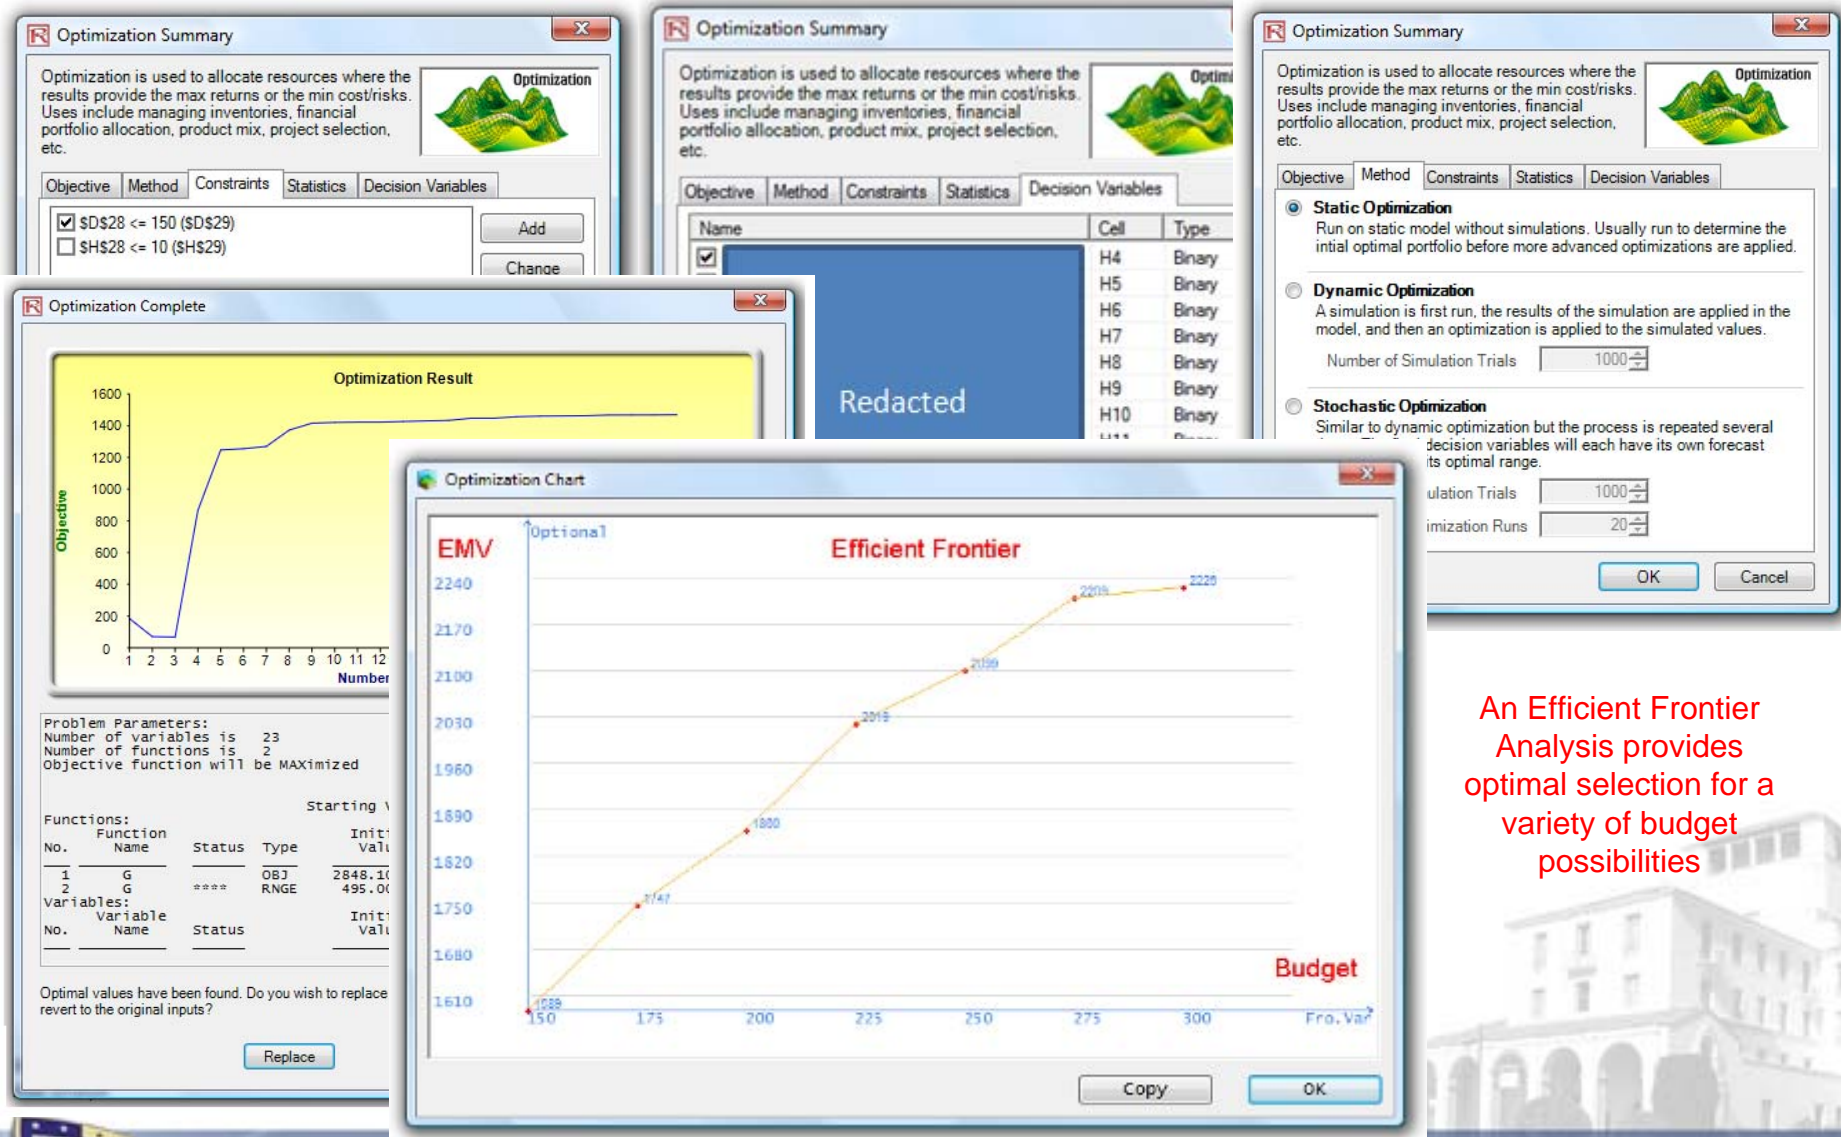 Optimization Summary
Optimization is used to allocate resources where the
results provide the max returns or the min cost/risks.
Uses include managing inventories, financial
portfolio allocation, product mix, project selection,
etc.
Optimization
Objective Method Constraints Statistics Decision Variables
$D$28 <= 150 ($D$29)
$H$28 <= 10 ($H$29)
Add
Change
Optimization Summary
Optimization is used to allocate resources where the
results provide the max returns or the min cost/risks.
Uses include managing inventories, financial
portfolio allocation, product mix, project selection,
etc.
Optimi
Objective Method Constraints Statistics Decision Variables
Name Cell Type
H4 Binary
H5 Binary
H6 Binary
H7 Binary
H8 Binary
H9 Binary
H10 Binary
Redacted
Optimization Summary
Optimization is used to allocate resources where the
results provide the max returns or the min cost/risks.
Uses include managing inventories, financial
portfolio allocation, product mix, project selection,
etc.
Optimization
Objective Method Constraints Statistics Decision Variables
Static Optimization
Run on static model without simulations. Usually run to determine the
intial optimal portfolio before more advanced optimizations are applied.
Dynamic Optimization
A simulation is first run, the results of the simulation are applied in the
model, and then an optimization is applied to the simulated values.
Number of Simulation Trials 1000
Stochastic Optimization
Similar to dynamic optimization but the process is repeated several
decision variables will each have its own forecast
its optimal range.
ulation Trials 1000
imization Runs 20
OK Cancel
Optimization Complete
Optimization Result
Objective
1600
1400
1200
1000
800
600
400
200
0
1 2 3 4 5 6 7 8 9 10 11 12
Number
Problem Parameters:
Number of variables is 23
Number of functions is 2
Objective function will be MAXimized
Starting V
Functions:
Function Initi
No. Name Status Type Valu
1 G OBJ 2848.10
2 G **** RNGE 495.00
Variables:
Variable Initi
No. Name Status Valu
Optimal values have been found. Do you wish to replace
revert to the original inputs?
Replace
Optimization Chart
EMV
Optional
Efficient Frontier
2240
2170
2100
2030
1960
1890
1820
1750
1680
1610
2209
1747
Budget
150 175 200 225 250 275 300 Fro.Var
Copy OK
An Efficient Frontier
Analysis provides
optimal selection for a
variety of budget
possibilities